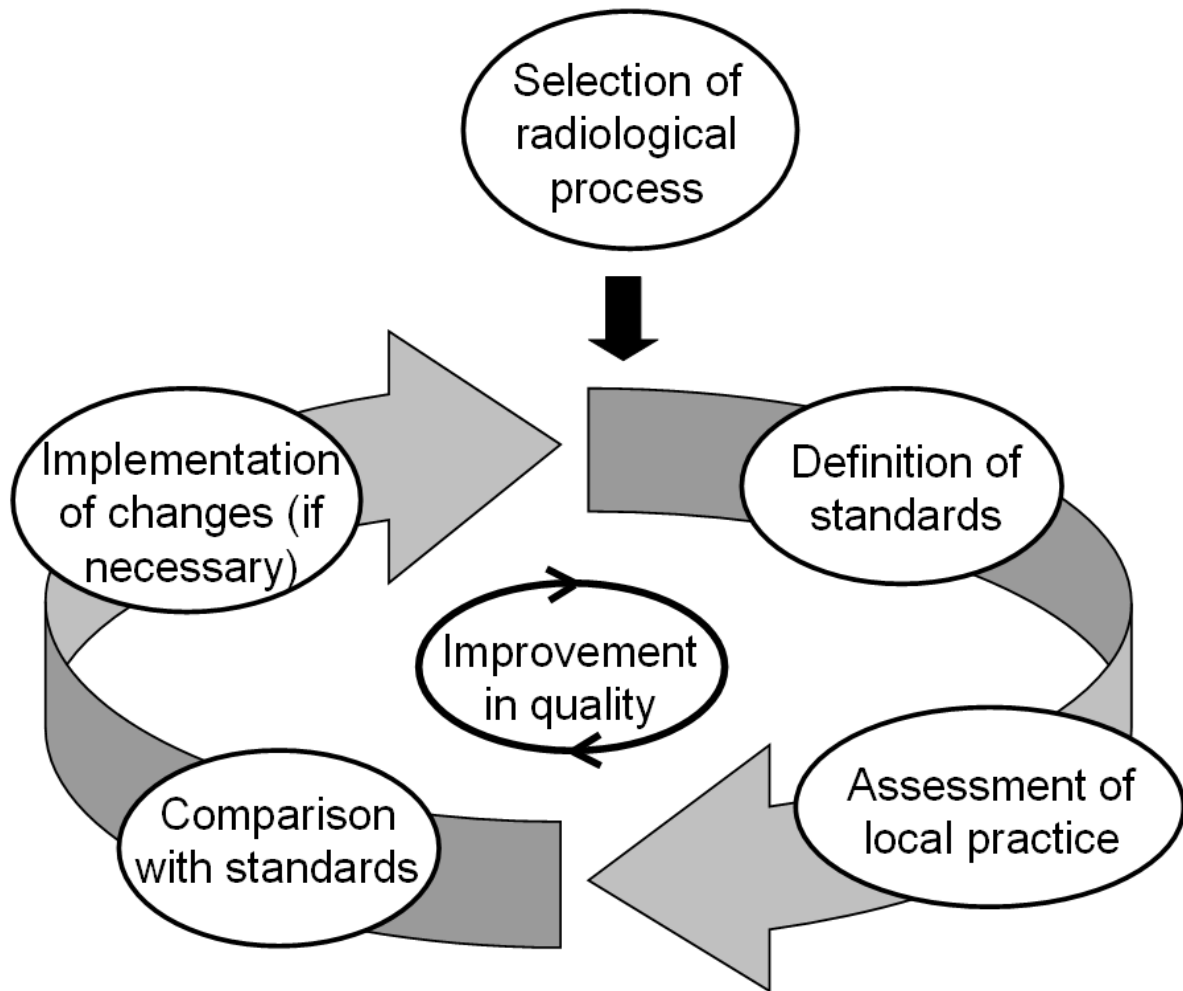 Selection of
radiological
process
Implementation
of changes (if
necessary)
Definition of
standards
Improvement
in quality
Assessment of
local practice
Comparison
with standards